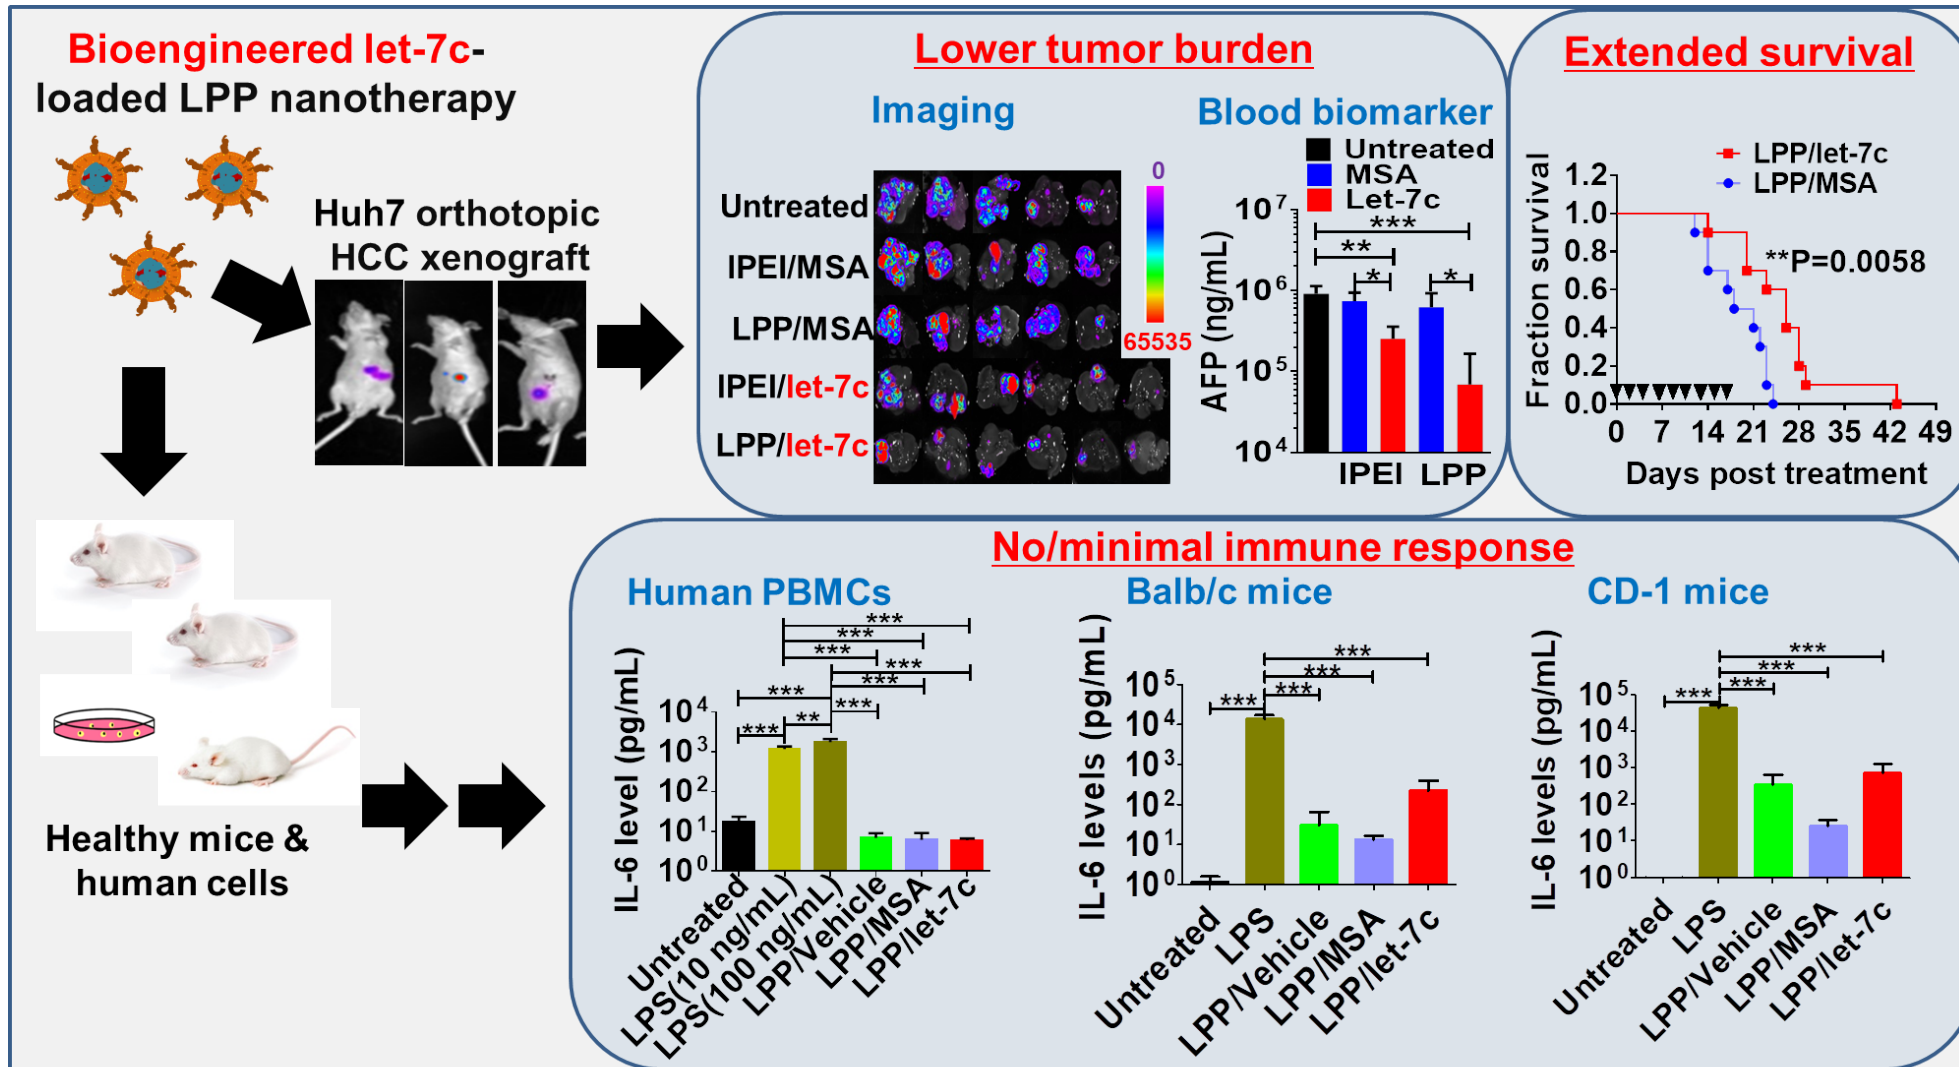 Bioengineered let-7c-
loaded LPP nanotherapy
Huh7 orthotopic
HCC xenograft
Healthy mice &
human cells
Lower tumor burden
Imaging
Untreated
IPEI/MSA
LPP/MSA
IPEI/let-7c
LPP/let-7c
0
65535
Blood biomarker
Untreated
MSA
Let-7c
AFP (ng/mL)
10⁷
10⁶
10⁵
10⁴
***
**
*
*
IPEI
LPP
Extended survival
LPP/let-7c
LPP/MSA
**P=0.0058
Fraction survival
1.2
1.0
0.8
0.6
0.4
0.2
0.0
0 7 14 21 28 35 42 49
Days post treatment
No/minimal immune response
Human PBMCs
IL-6 level (pg/mL)
10⁴
10³
10²
10¹
10⁰
***
***
***
***
***
***
***
***
**
Untreated
LPS(10 ng/mL)
LPS(100 ng/mL)
LPP/Vehicle
LPP/MSA
LPP/let-7c
Balb/c mice
IL-6 levels (pg/mL)
10⁵
10⁴
10³
10²
10¹
10⁰
***
***
***
***
Untreated
LPS
LPP/Vehicle
LPP/MSA
LPP/let-7c
CD-1 mice
IL-6 levels (pg/mL)
10⁵
10⁴
10³
10²
10¹
10⁰
***
***
***
***
Untreated
LPS
LPP/Vehicle
LPP/MSA
LPP/let-7c